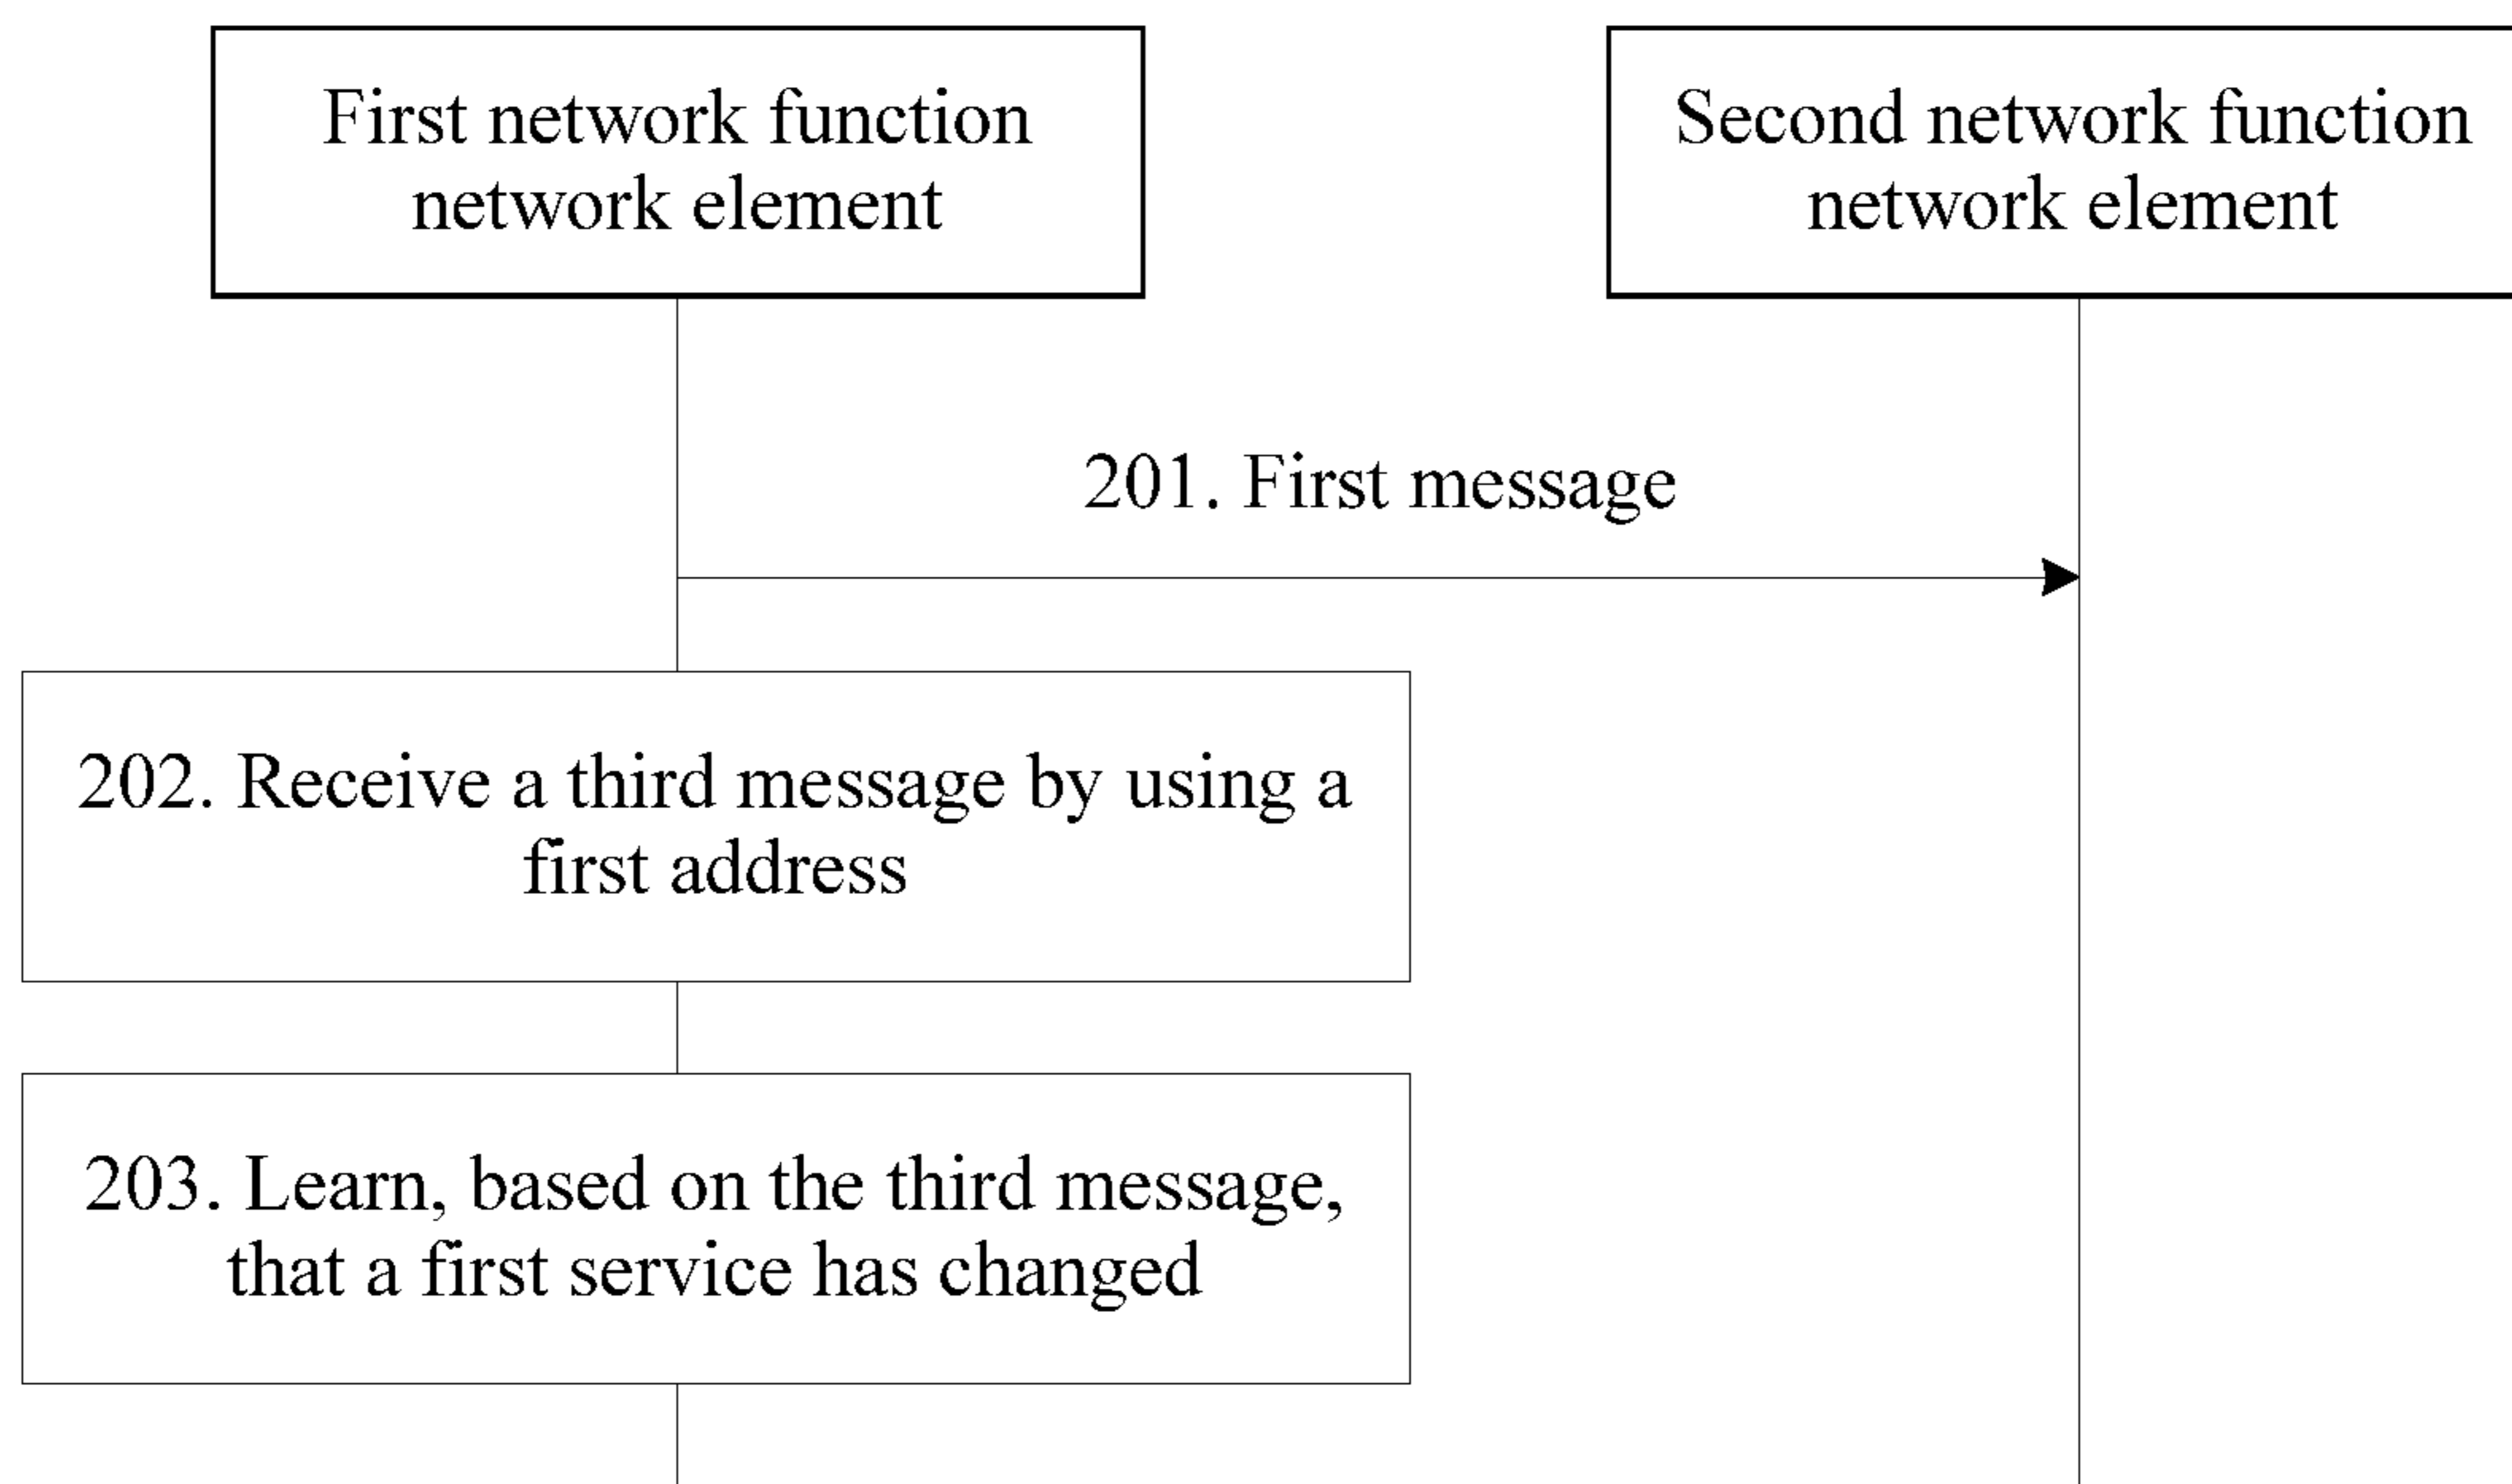 First network function
network element
Second network function
network element
201. First message
202. Receive a third message by using a
first address
203. Learn, based on the third message,
that a first service has changed